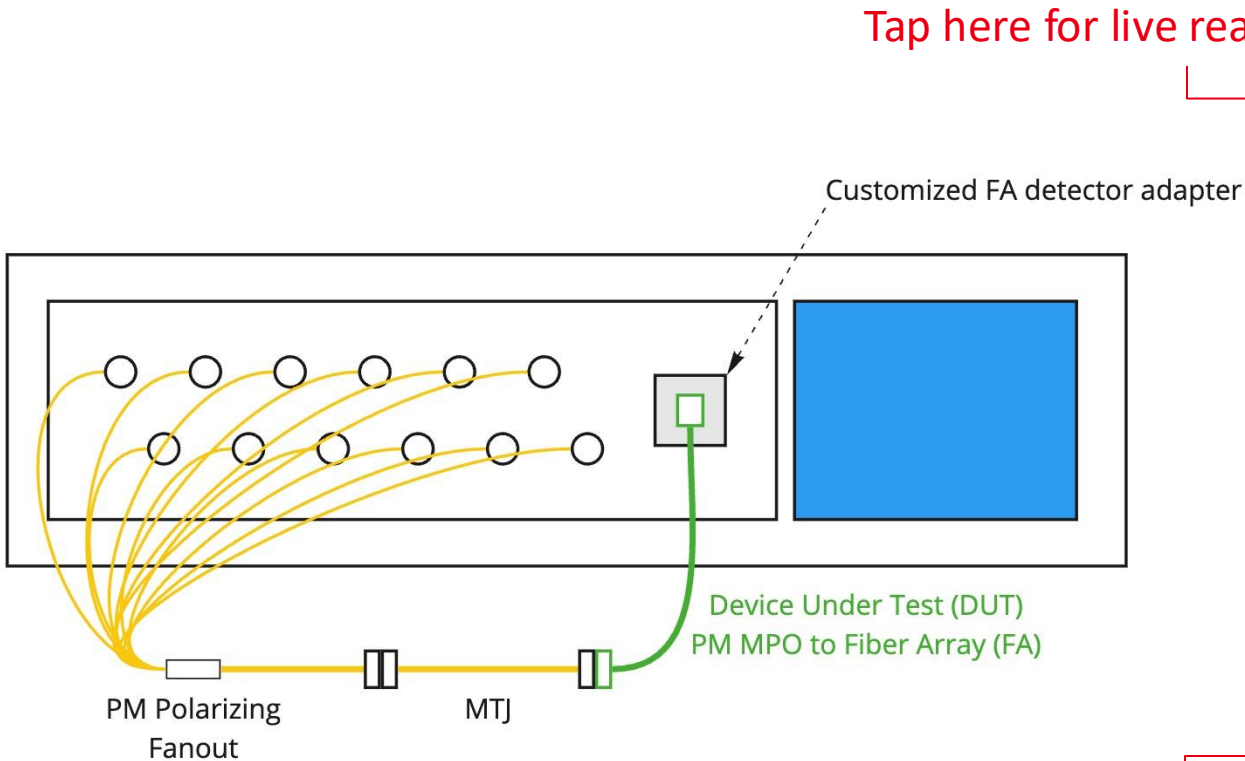 Tap here for live rea
Customized FA detector adapter
Device Under Test (DUT)
PM MPO to Fiber Array (FA)
PM Polarizing
Fanout
MTJ